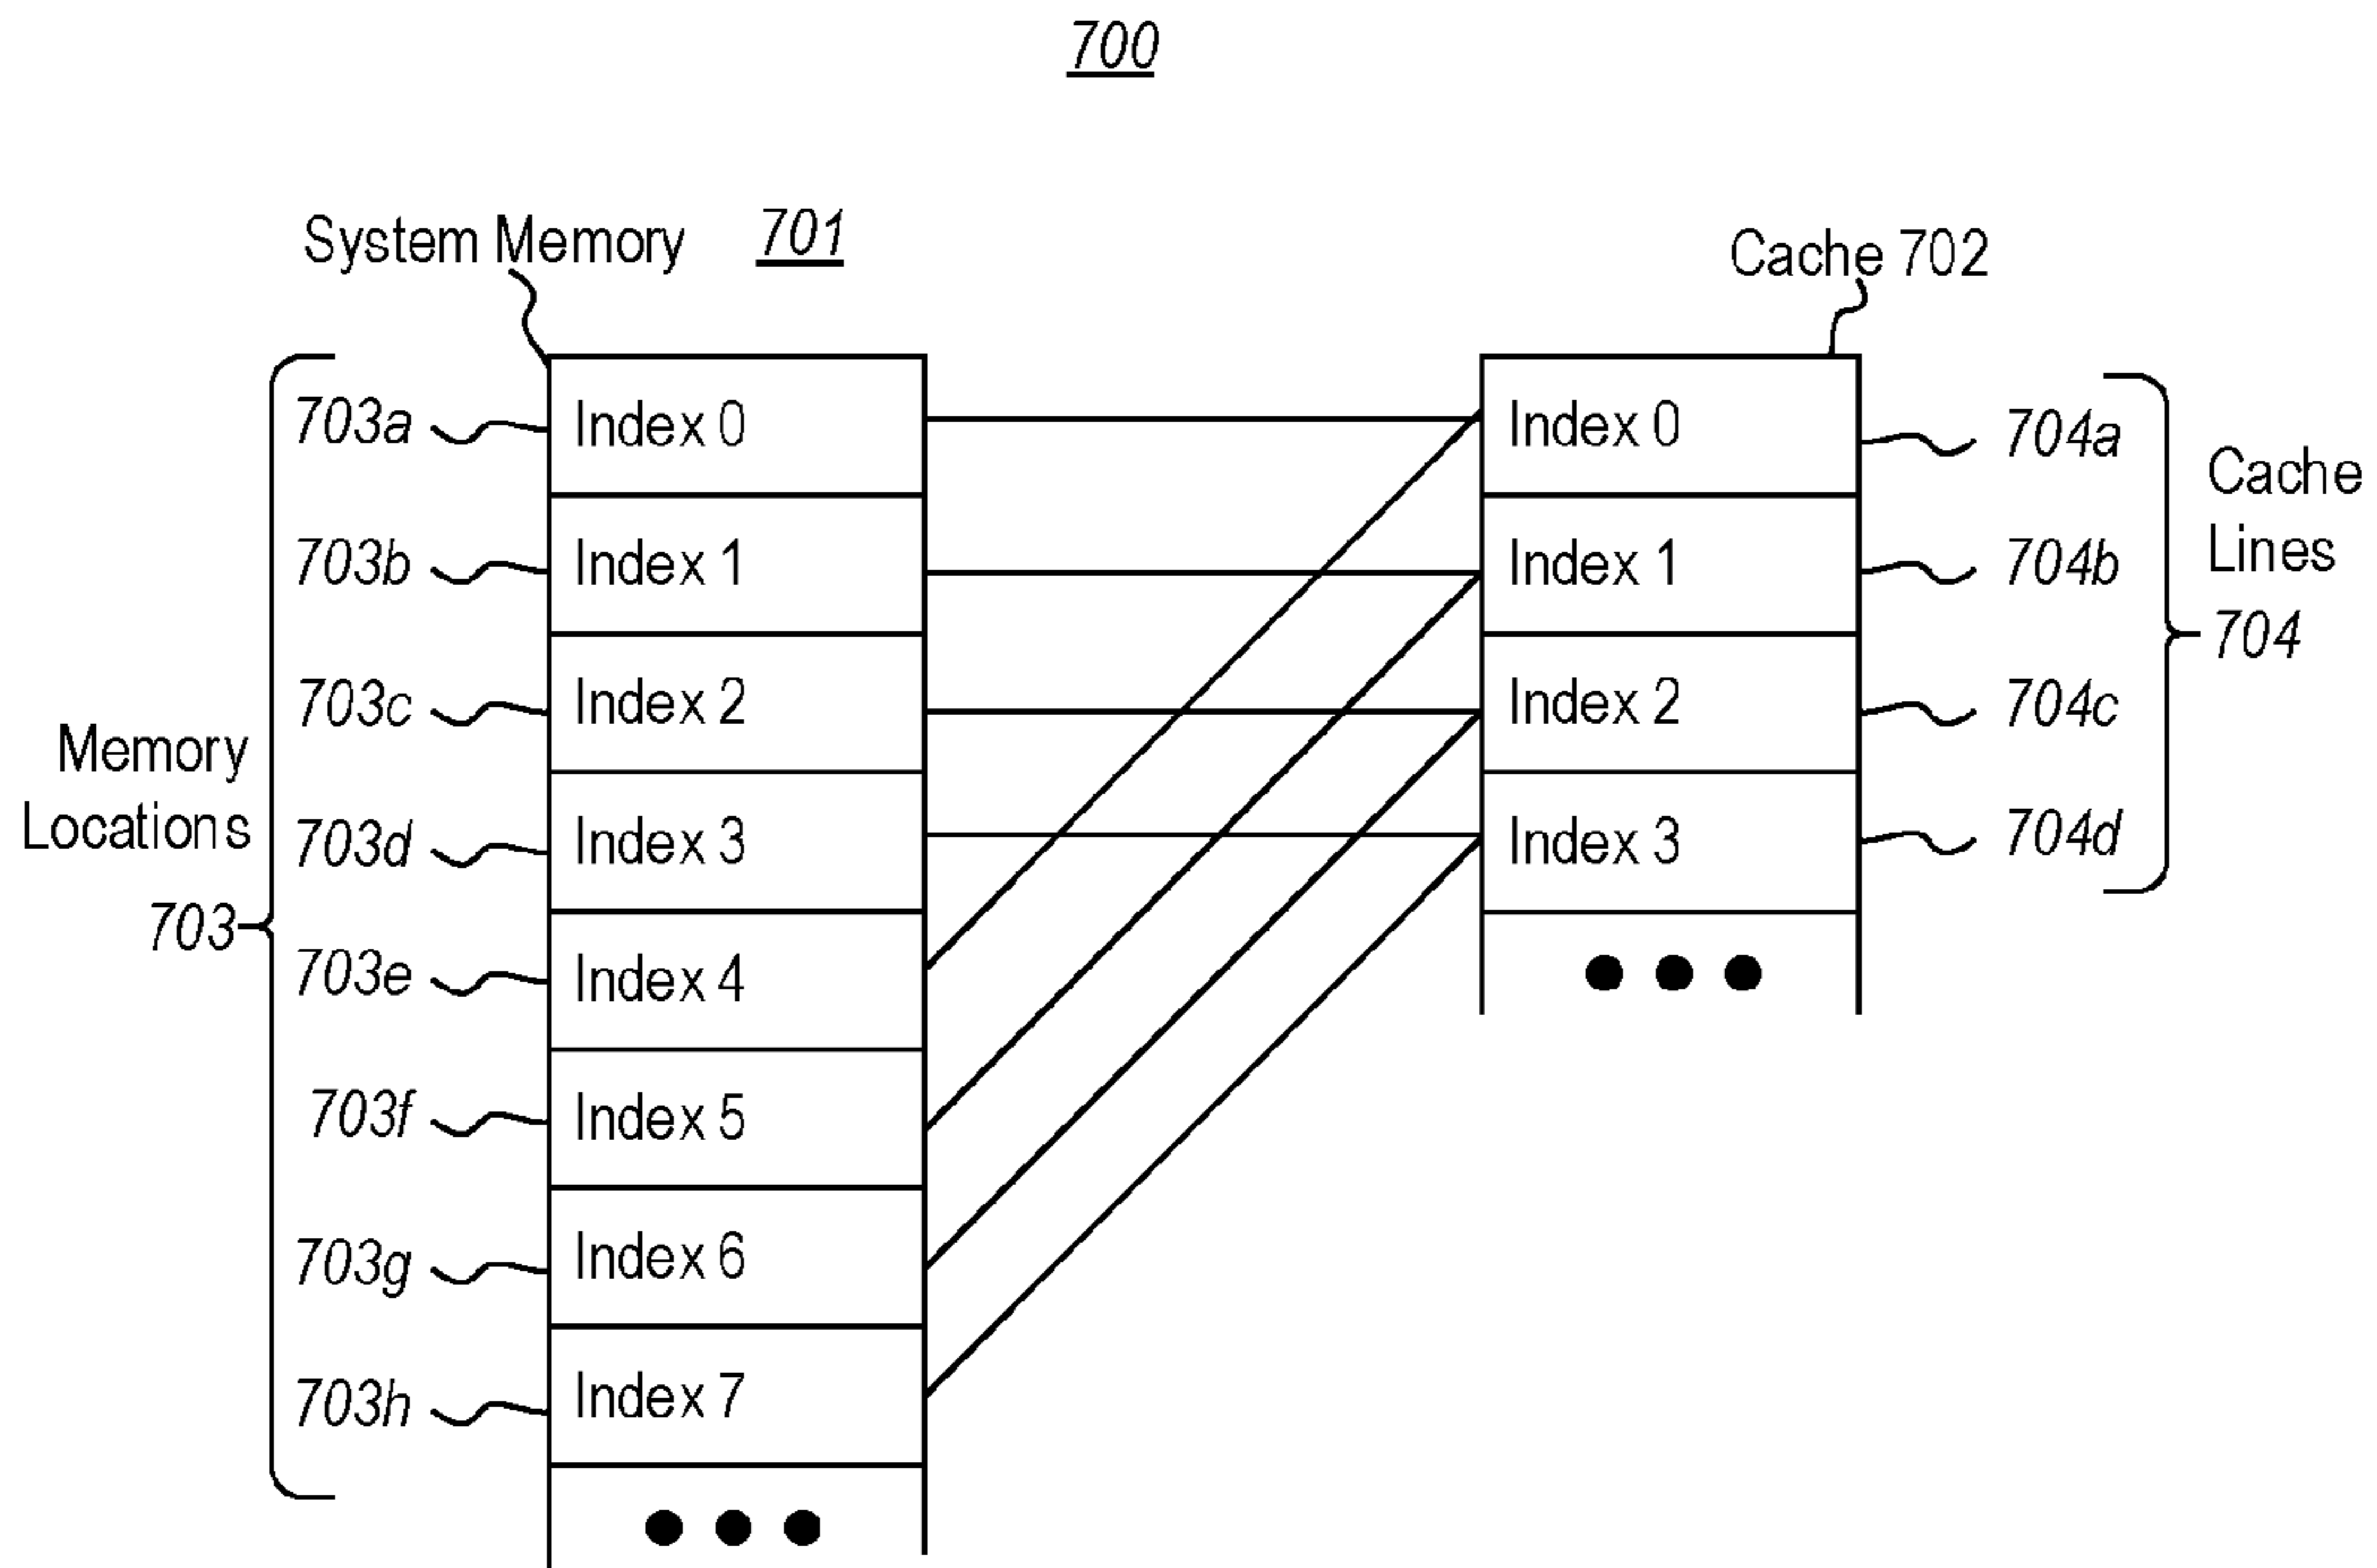 700
System Memory 701
Cache 702
703a Index 0
703b Index 1
703c Index 2
703d Index 3
703e Index 4
703f Index 5
703g Index 6
703h Index 7
Memory
Locations
703
Index 0 704a
Index 1 704b
Index 2 704c
Index 3 704d
Cache
Lines
704